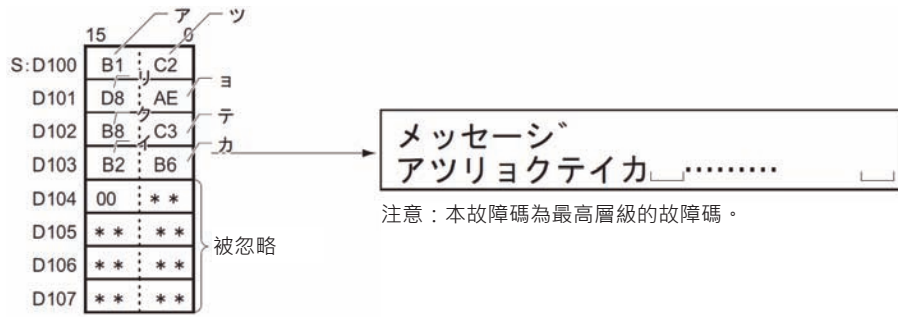 ア ツ
15 0
S:D100 B1 C2
リ ョ
D101 D8 AE
ク テ
D102 B8 C3
イ カ
D103 B2 B6
D104 00 **
D105 ** **
D106 ** **
D107 ** **
被忽略
メッセージ
アツリョクテイカ␣·········␣
注意：本故障碼為最高層級的故障碼。